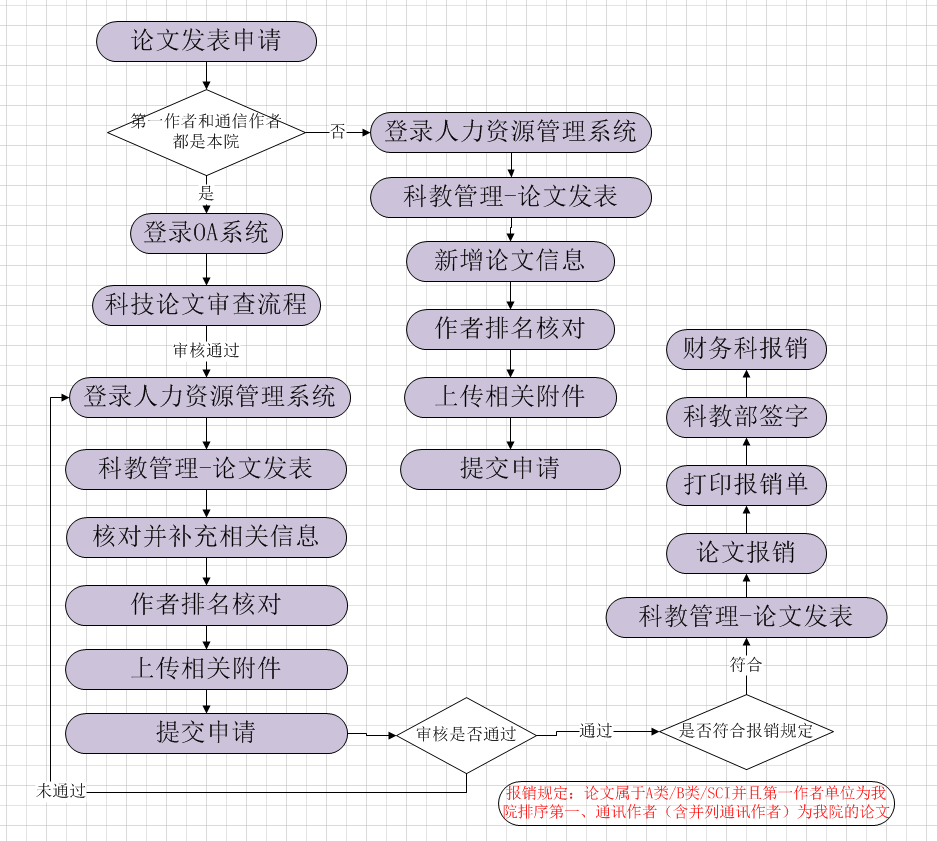 论文发表申请
第一作者和通信作者
都是本院
否
是
登录OA系统
科技论文审查流程
审核通过
登录人力资源管理系统
科教管理-论文发表
核对并补充相关信息
作者排名核对
上传相关附件
提交申请
登录人力资源管理系统
科教管理-论文发表
新增论文信息
作者排名核对
上传相关附件
提交申请
审核是否通过
未通过
通过
是否符合报销规定
符合
科教管理-论文发表
论文报销
打印报销单
科教部签字
财务科报销
报销规定：论文属于A类/B类/SCI并且第一作者单位为我
院排序第一、通讯作者（含并列通讯作者）为我院的论文